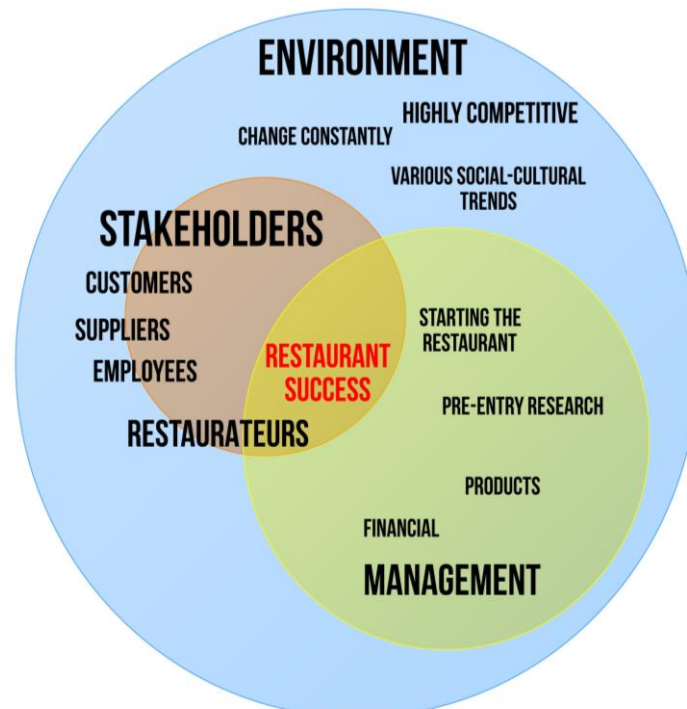 ENVIRONMENT
HIGHLY COMPETITIVE
CHANGE CONSTANTLY
VARIOUS SOCIAL-CULTURAL
TRENDS
STAKEHOLDERS
CUSTOMERS
SUPPLIERS
EMPLOYEES
RESTAURATEURS
RESTAURANT
SUCCESS
STARTING THE
RESTAURANT
PRE-ENTRY RESEARCH
PRODUCTS
FINANCIAL
MANAGEMENT